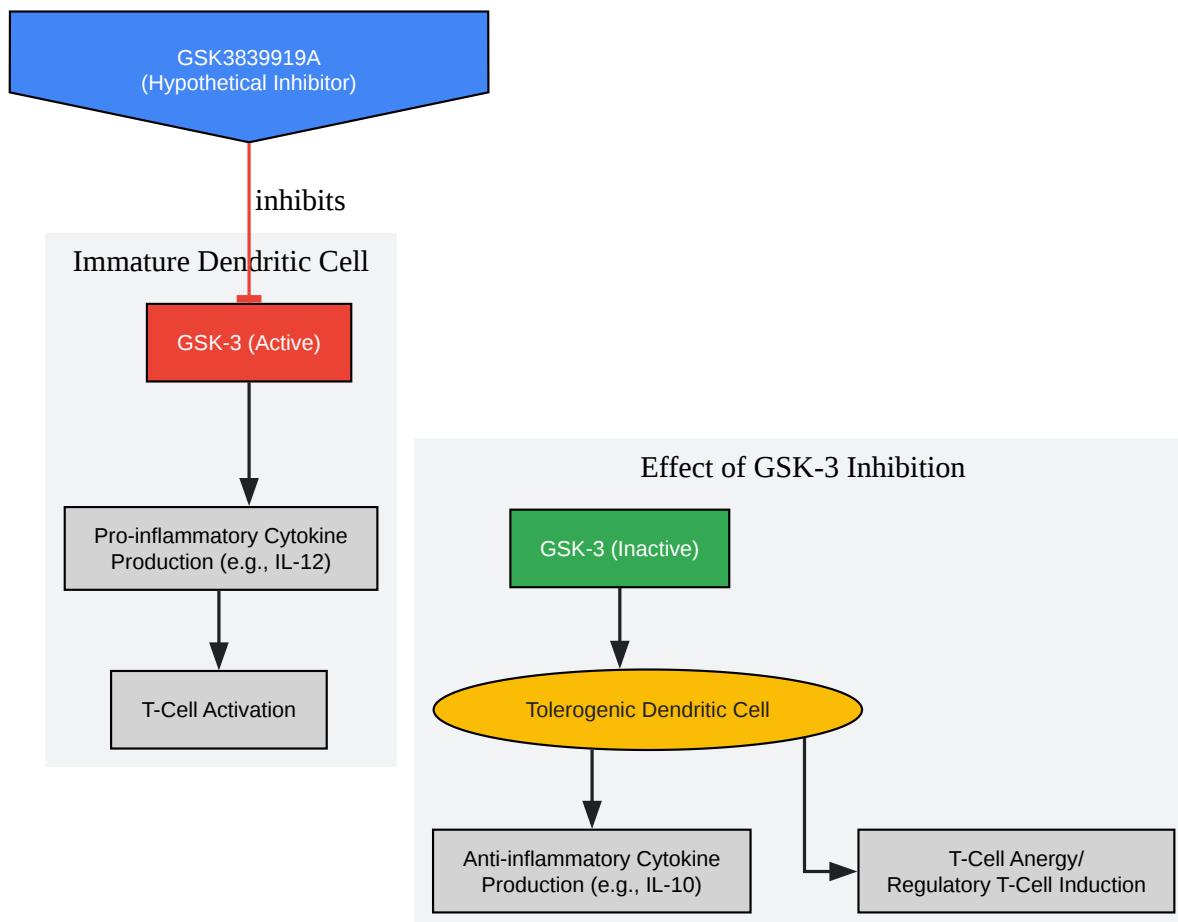 GSK3839919A
(Hypothetical Inhibitor)
inhibits
Immature Dendritic Cell
GSK-3 (Active)
Pro-inflammatory Cytokine
Production (e.g., IL-12)
T-Cell Activation
Effect of GSK-3 Inhibition
GSK-3 (Inactive)
Tolerogenic Dendritic Cell
Anti-inflammatory Cytokine
Production (e.g., IL-10)
T-Cell Anergy/
Regulatory T-Cell Induction